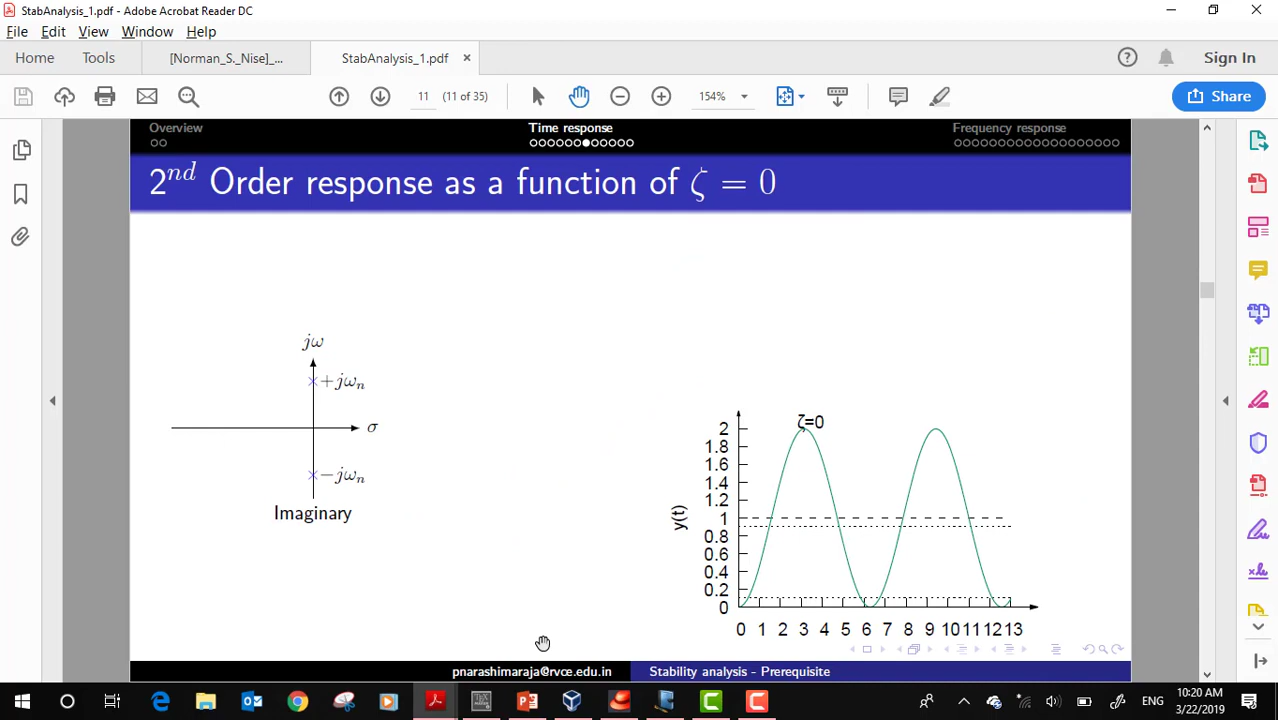 StabAnalysis_1.pdf - Adobe Acrobat Reader DC
File Edit View Window Help
Home Tools [Norman_S._Nise]_... StabAnalysis_1.pdf × Sign In
11 (11 of 35) 154% Share
Overview Time response Frequency response
2nd Order response as a function of ζ = 0
jω
+jωn
σ
−jωn
Imaginary
ζ=0
2
1.8
1.6
1.4
1.2
1
0.8
0.6
0.4
0.2
0
y(t)
0 1 2 3 4 5 6 7 8 9 10 11 12 13
pnarashimaraja@rvce.edu.in Stability analysis - Prerequisite
ENG
10:20 AM
3/22/2019